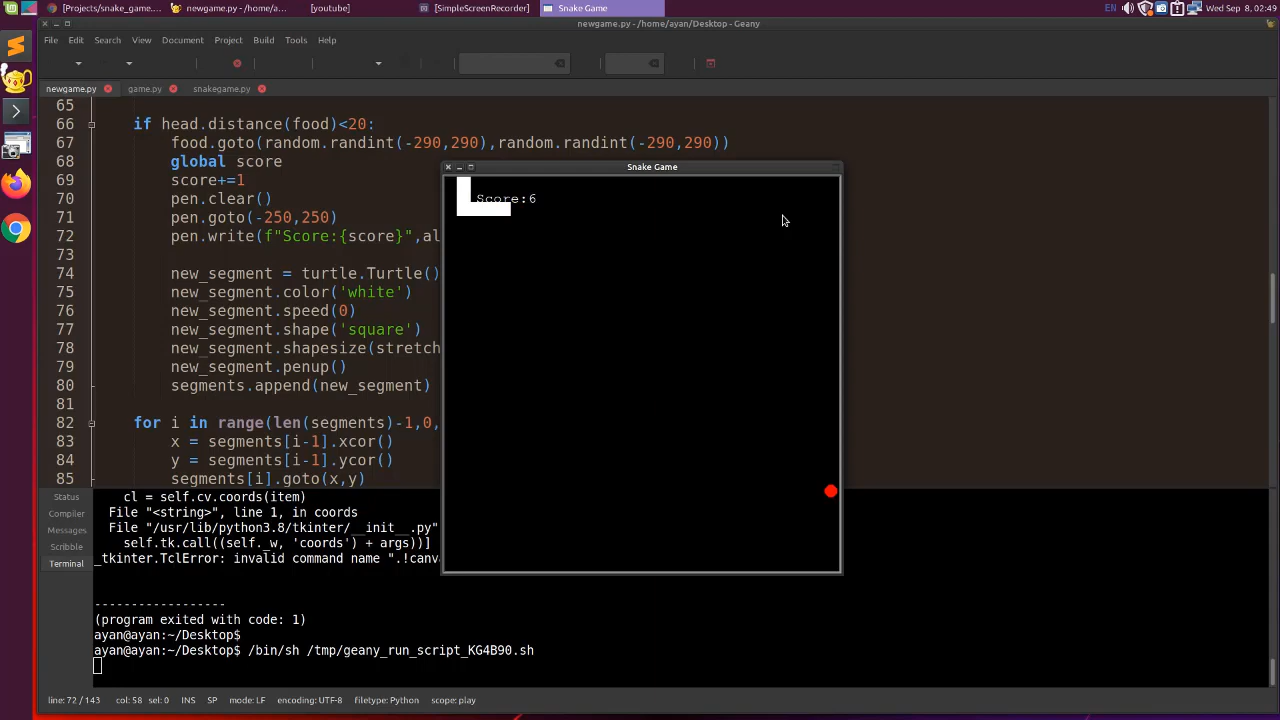 [Projects/snake_game....
newgame.py - /home/a...
[youtube]
[SimpleScreenRecorder]
Snake Game
EN
Wed Sep 8, 02:49
newgame.py - /home/ayan/Desktop - Geany
File Edit Search View Document Project Build Tools Help
newgame.py game.py snakegame.py
65
66 if head.distance(food)<20:
67 food.goto(random.randint(-290,290),random.randint(-290,290))
68 global score
69 score+=1
70 pen.clear()
71 pen.goto(-250,250)
72 pen.write(f"Score:{score}",al
73
74 new_segment = turtle.Turtle()
75 new_segment.color('white')
76 new_segment.speed(0)
77 new_segment.shape('square')
78 new_segment.shapesize(stretch
79 new_segment.penup()
80 segments.append(new_segment)
81
82 for i in range(len(segments)-1,0,
83 x = segments[i-1].xcor()
84 y = segments[i-1].ycor()
85 segments[i].goto(x,y)
Snake Game
Score:6
Status
Compiler
Messages
Scribble
Terminal
cl = self.cv.coords(item)
File "<string>", line 1, in coords
File "/usr/lib/python3.8/tkinter/__init__.py"
self.tk.call((self._w, 'coords') + args))]
_tkinter.TclError: invalid command name ".!canv
------------------
(program exited with code: 1)
ayan@ayan:~/Desktop$
ayan@ayan:~/Desktop$ /bin/sh /tmp/geany_run_script_KG4B90.sh
line: 72 / 143 col: 58 sel: 0 INS SP mode: LF encoding: UTF-8 filetype: Python scope: play